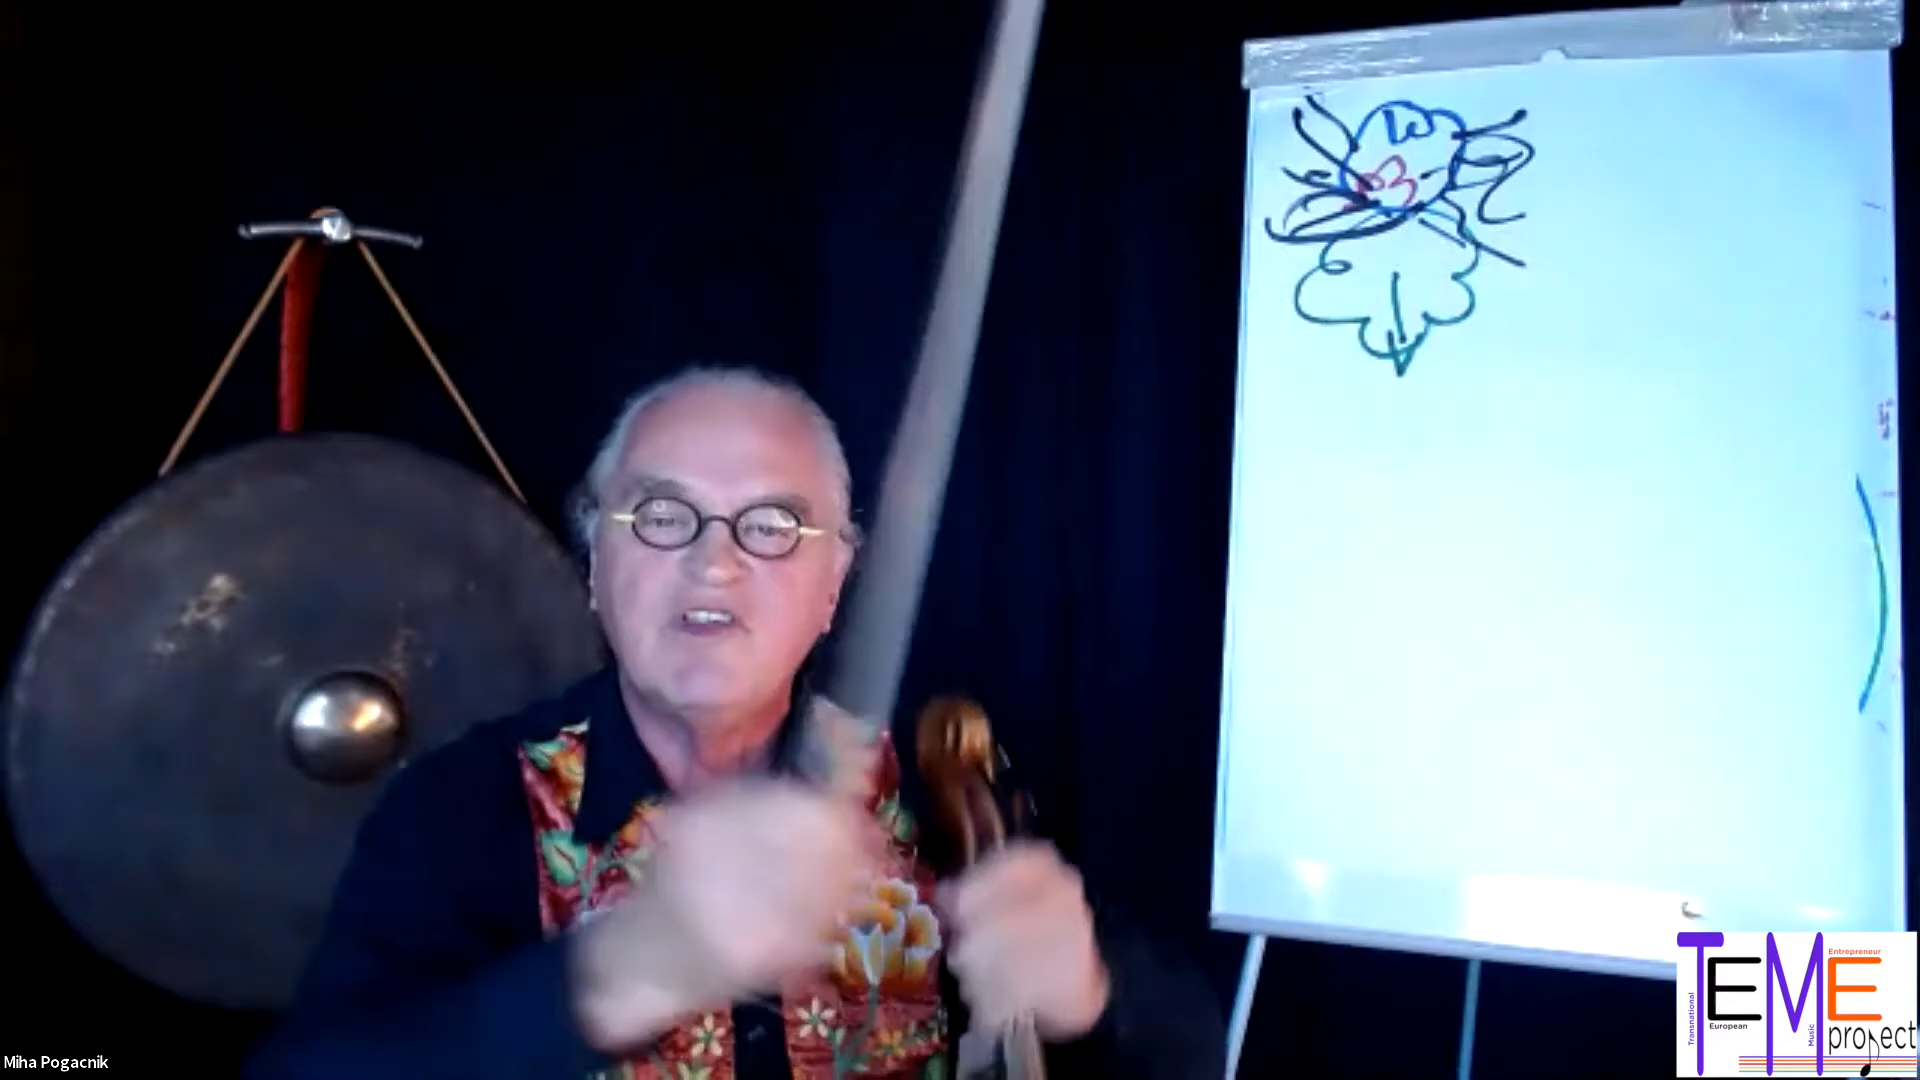 Miha Pogacnik
TEME
Transnational
European
Music
Entrepreneur
project